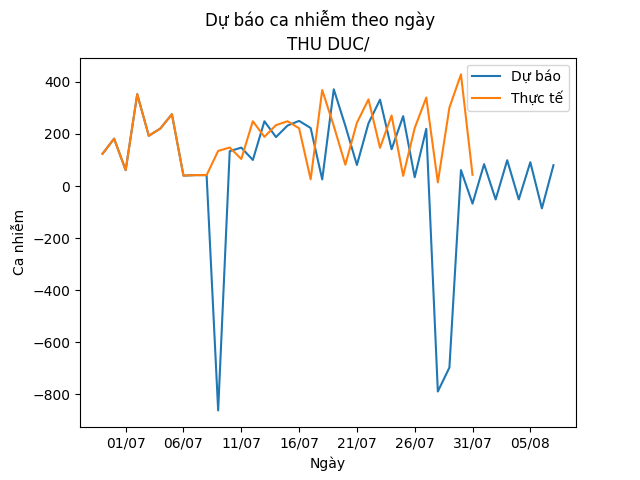 Dự báo ca nhiễm theo ngày
THU DUC/
Dự báo
Thực tế
400
200
0
−200
−400
−600
−800
Ca nhiễm
01/07 06/07 11/07 16/07 21/07 26/07 31/07 05/08
Ngày